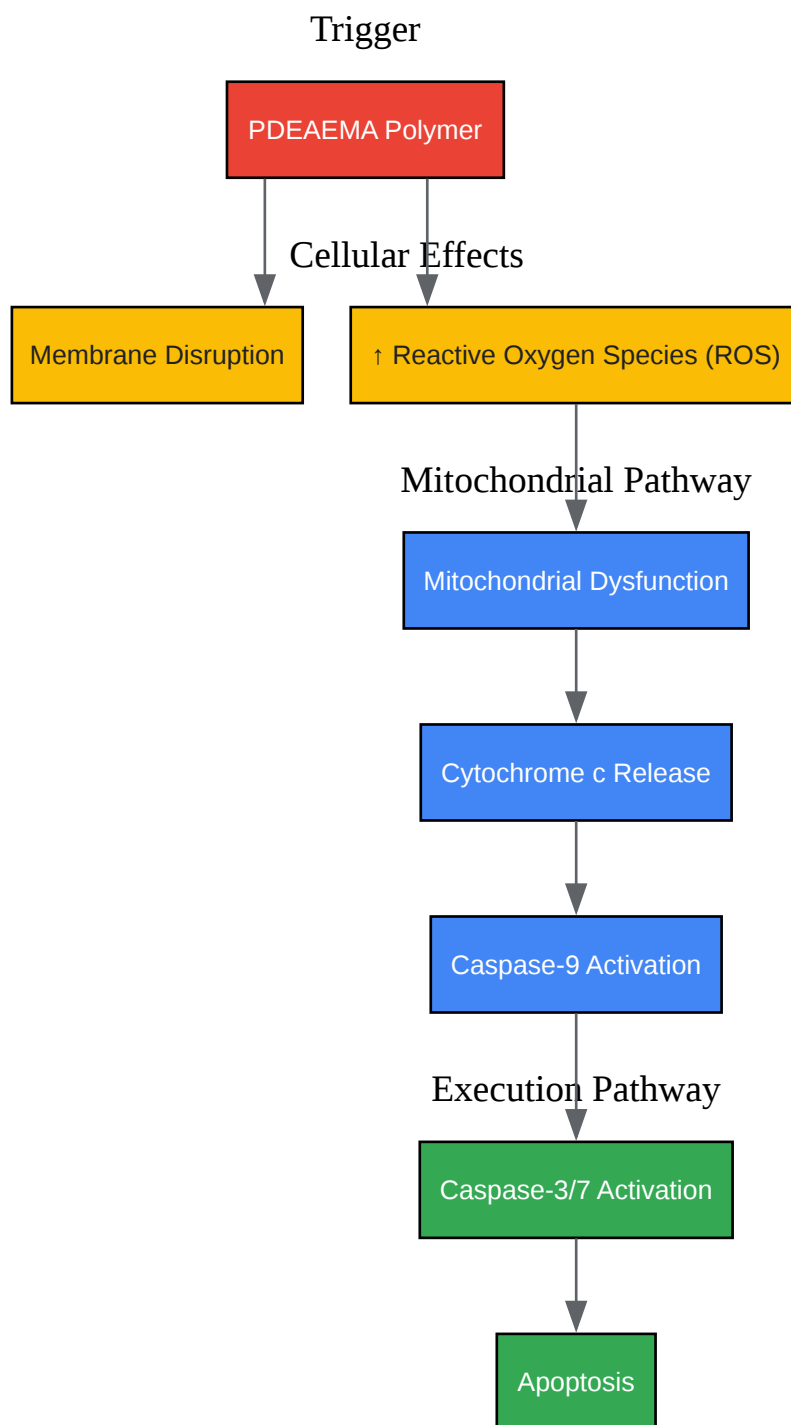 Trigger
PDEAEMA Polymer
Cellular Effects
Membrane Disruption
↑ Reactive Oxygen Species (ROS)
Mitochondrial Pathway
Mitochondrial Dysfunction
Cytochrome c Release
Caspase-9 Activation
Execution Pathway
Caspase-3/7 Activation
Apoptosis